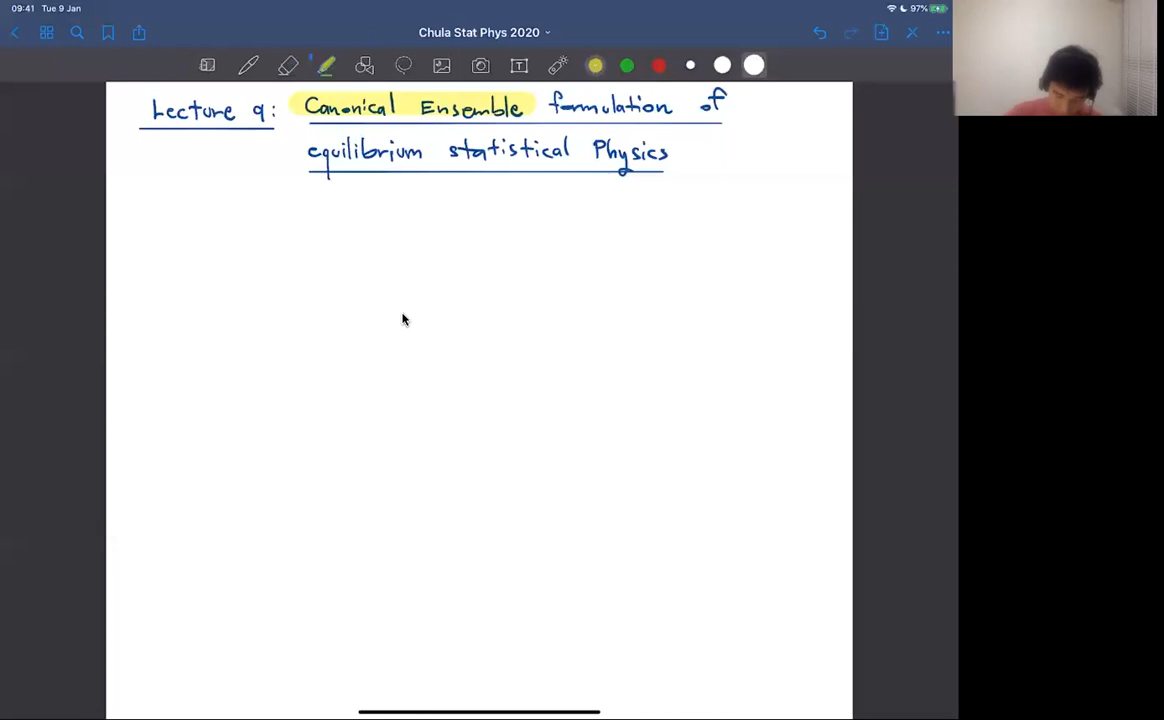 09:41 Tue 9 Jan
97%
Chula Stat Phys 2020
Lecture 9: Canonical Ensemble formulation of
equilibrium statistical Physics